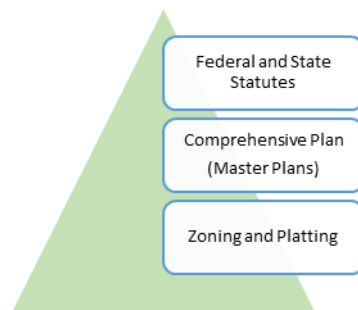 Federal and State
Statutes
Comprehensive Plan
(Master Plans)
Zoning and Platting